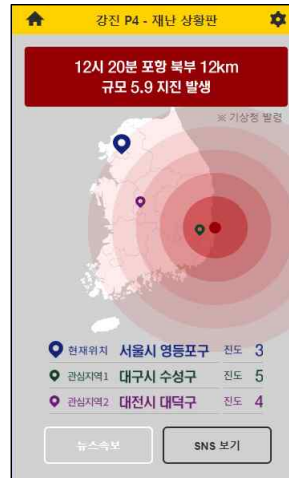 강진 P4 - 재난 상황판
12시 20분 포항 북부 12km
규모 5.9 지진 발생
※ 기상청 발령
현재위치 서울시 영등포구 진도 3
관심지역1 대구시 수성구 진도 5
관심지역2 대전시 대덕구 진도 4
뉴스속보 SNS 보기